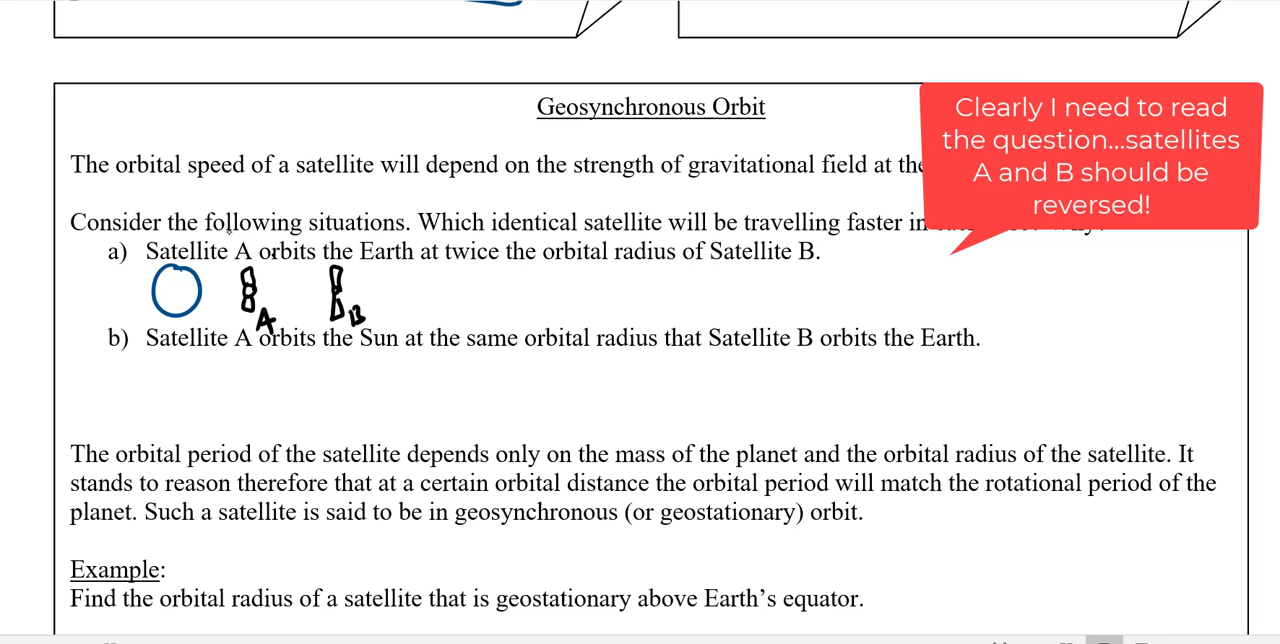 Geosynchronous Orbit
Clearly I need to read
the question...satellites
A and B should be
reversed!
The orbital speed of a satellite will depend on the strength of gravitational field at the
Consider the following situations. Which identical satellite will be travelling faster in
a) Satellite A orbits the Earth at twice the orbital radius of Satellite B.
A B
b) Satellite A orbits the Sun at the same orbital radius that Satellite B orbits the Earth.
The orbital period of the satellite depends only on the mass of the planet and the orbital radius of the satellite. It
stands to reason therefore that at a certain orbital distance the orbital period will match the rotational period of the
planet. Such a satellite is said to be in geosynchronous (or geostationary) orbit.
Example:
Find the orbital radius of a satellite that is geostationary above Earth's equator.